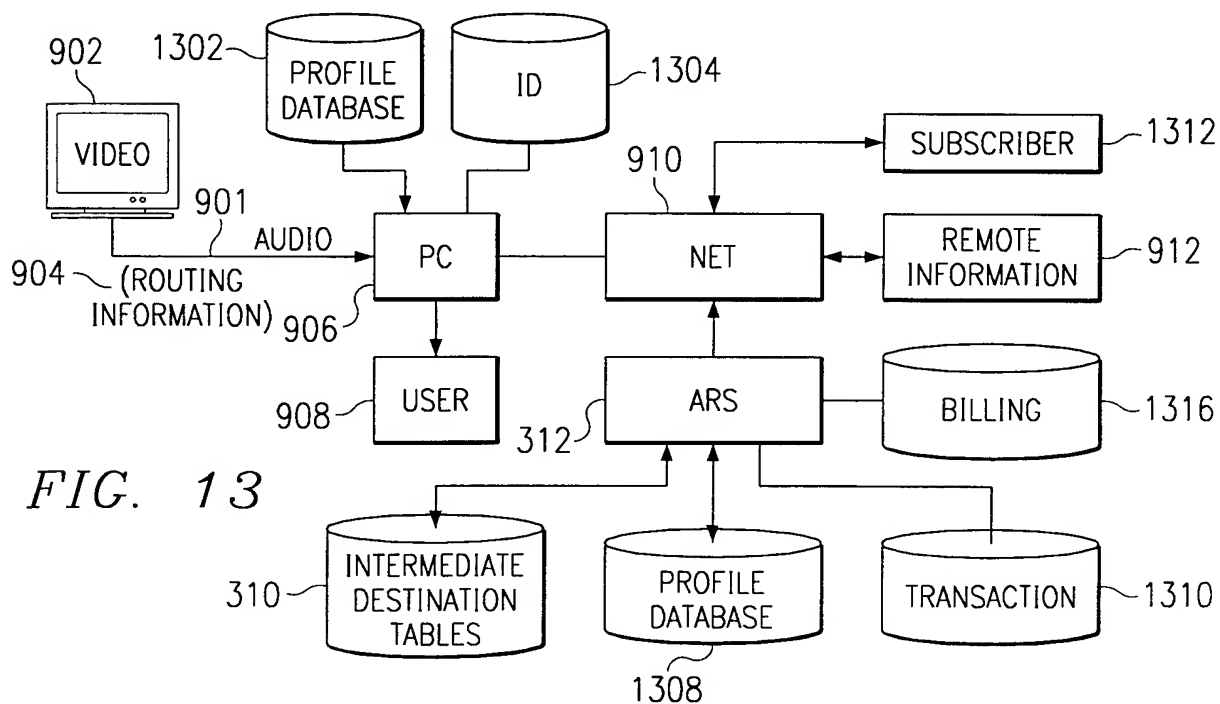 902
1302
PROFILE
DATABASE
ID
1304
VIDEO
910
SUBSCRIBER
1312
901
AUDIO
PC
NET
REMOTE
INFORMATION
912
904
(ROUTING
INFORMATION)
906
USER
908
ARS
312
BILLING
1316
FIG. 13
310
INTERMEDIATE
DESTINATION
TABLES
PROFILE
DATABASE
1308
TRANSACTION
1310